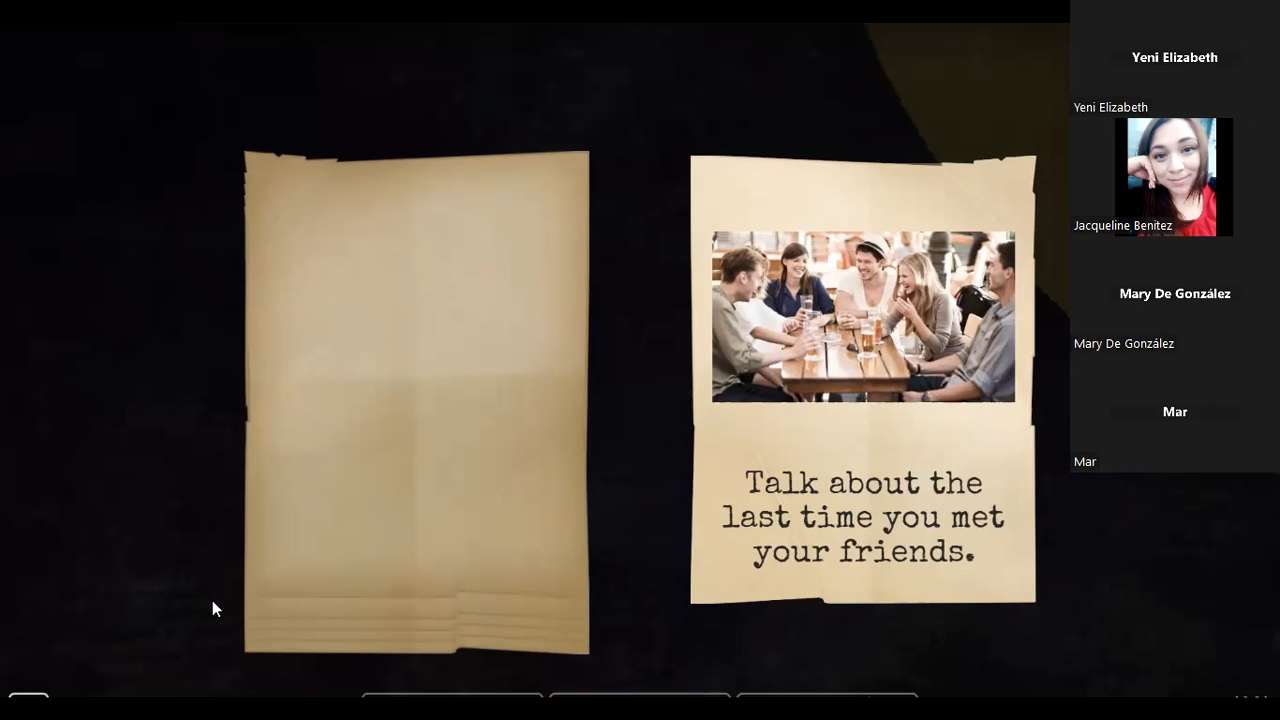 Talk about the
last time you met
your friends.
Yeni Elizabeth
Yeni Elizabeth
Jacqueline Benitez
Mary De González
Mary De González
Mar
Mar